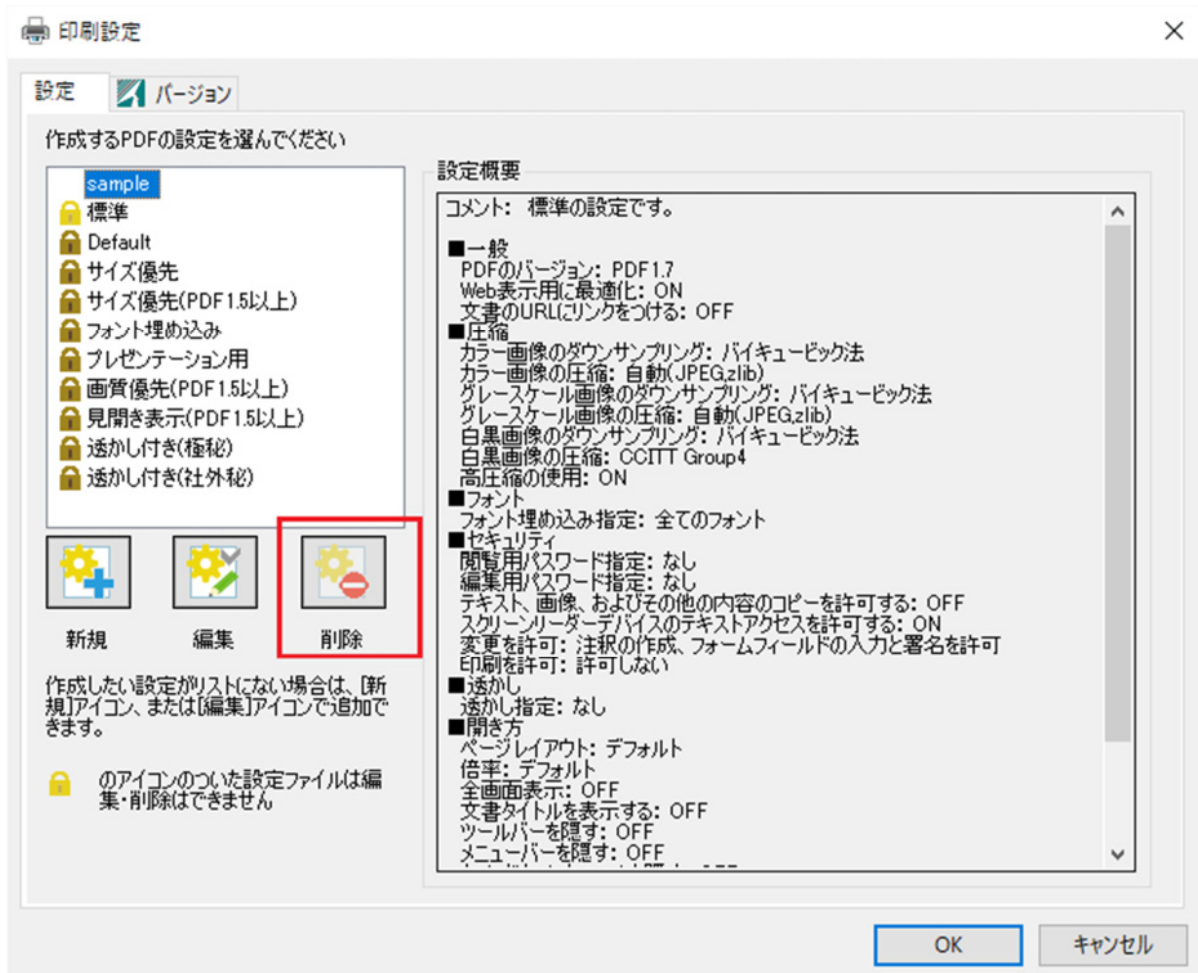 印刷設定
設定
バージョン
作成するPDFの設定を選んでください
sample
標準
Default
サイズ優先
サイズ優先(PDF1.5以上)
フォント埋め込み
プレゼンテーション用
画質優先(PDF1.5以上)
見開き表示(PDF1.5以上)
透かし付き(極秘)
透かし付き(社外秘)
新規
編集
削除
作成したい設定がリストにない場合は、[新
規]アイコン、または[編集]アイコンで追加で
きます。
のアイコンのついた設定ファイルは編
集・削除はできません
設定概要
コメント: 標準の設定です。
■一般
PDFのバージョン: PDF1.7
Web表示用に最適化: ON
文書のURLにリンクをつける: OFF
■圧縮
カラー画像のダウンサンプリング: バイキュービック法
カラー画像の圧縮: 自動(JPEG,zlib)
グレースケール画像のダウンサンプリング: バイキュービック法
グレースケール画像の圧縮: 自動(JPEG,zlib)
白黒画像のダウンサンプリング: バイキュービック法
白黒画像の圧縮: CCITT Group4
高圧縮の使用: ON
■フォント
フォント埋め込み指定: 全てのフォント
■セキュリティ
閲覧用パスワード指定: なし
編集用パスワード指定: なし
テキスト、画像、およびその他の内容のコピーを許可する: OFF
スクリーンリーダーデバイスのテキストアクセスを許可する: ON
変更を許可: 注釈の作成、フォームフィールドの入力と署名を許可
印刷を許可: 許可しない
■透かし
透かし指定: なし
■開き方
ページレイアウト: デフォルト
倍率: デフォルト
全画面表示: OFF
文書タイトルを表示する: OFF
ツールバーを隠す: OFF
メニューバーを隠す: OFF
OK
キャンセル